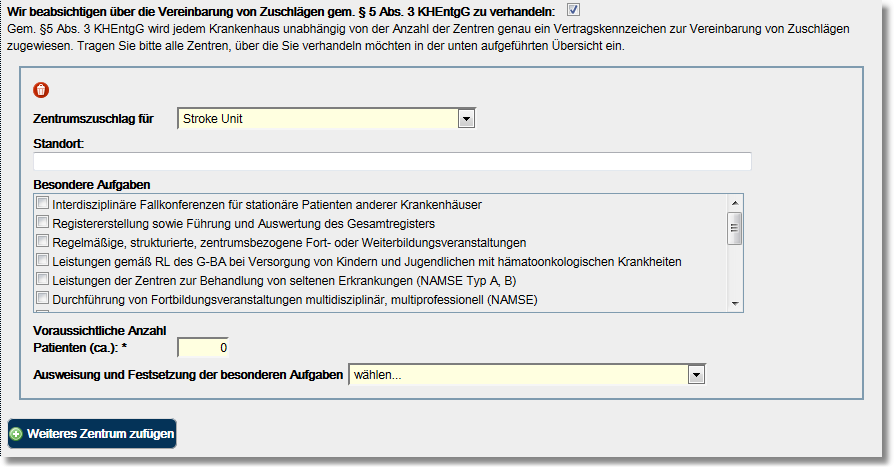 Wir beabsichtigen über die Vereinbarung von Zuschlägen gem. § 5 Abs. 3 KHEntgG zu verhandeln:
Gem. §5 Abs. 3 KHEntgG wird jedem Krankenhaus unabhängig von der Anzahl der Zentren genau ein Vertragskennzeichen zur Vereinbarung von Zuschlägen
zugewiesen. Tragen Sie bitte alle Zentren, über die Sie verhandeln möchten in der unten aufgeführten Übersicht ein.
Zentrumszuschlag für Stroke Unit
Standort:
Besondere Aufgaben
Interdisziplinäre Fallkonferenzen für stationäre Patienten anderer Krankenhäuser
Registererstellung sowie Führung und Auswertung des Gesamtregisters
Regelmäßige, strukturierte, zentrumsbezogene Fort- oder Weiterbildungsveranstaltungen
Leistungen gemäß RL des G-BA bei Versorgung von Kindern und Jugendlichen mit hämatoonkologischen Krankheiten
Leistungen der Zentren zur Behandlung von seltenen Erkrankungen (NAMSE Typ A, B)
Durchführung von Fortbildungsveranstaltungen multidisziplinär, multiprofessionell (NAMSE)
Voraussichtliche Anzahl
Patienten (ca.): * 0
Ausweisung und Festsetzung der besonderen Aufgaben wählen...
Weiteres Zentrum zufügen